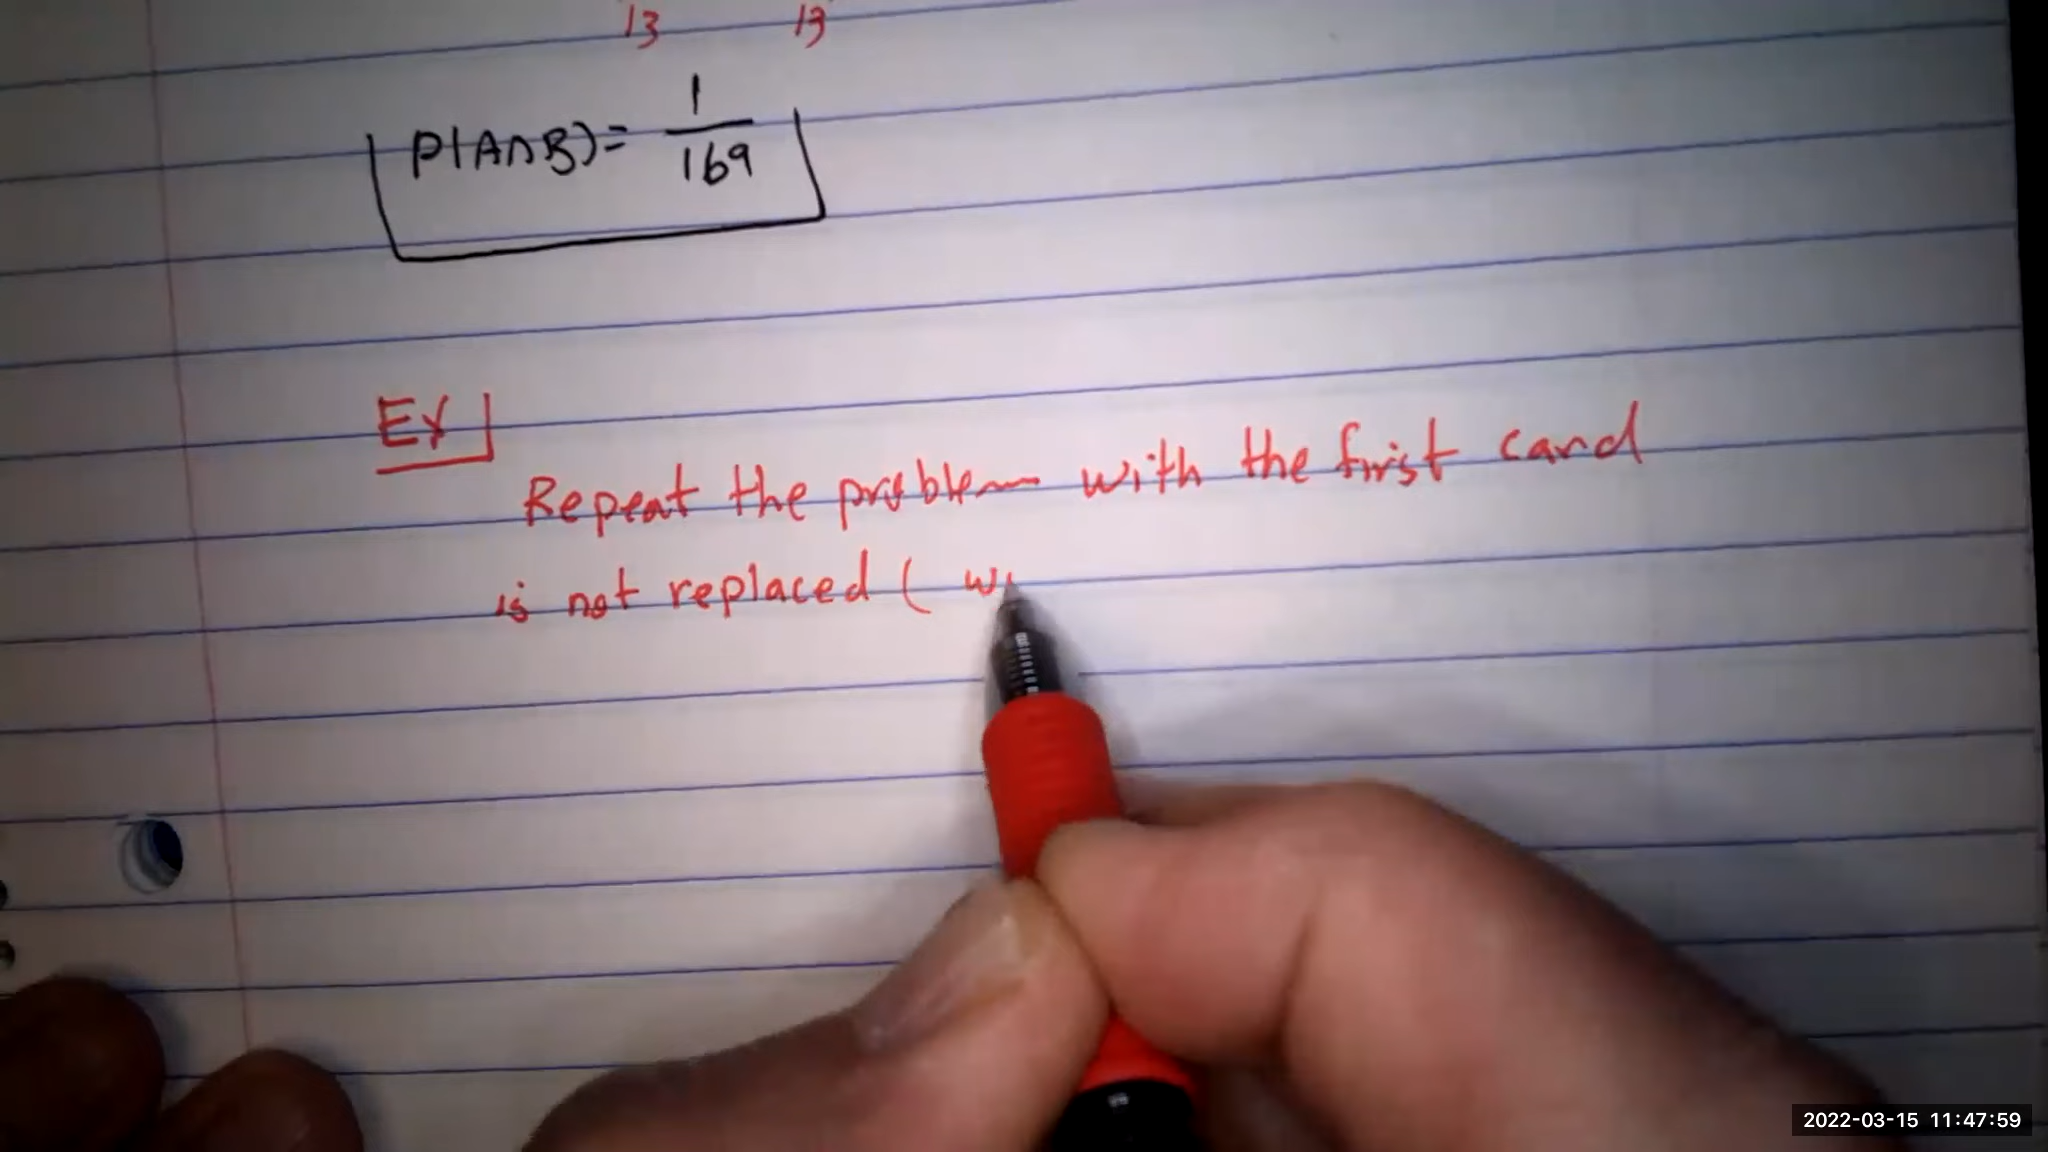 13 13
P(A∩B) = 1/169
Ex
Repeat the problem with the first card
is not replaced ( w
2022-03-15 11:47:59